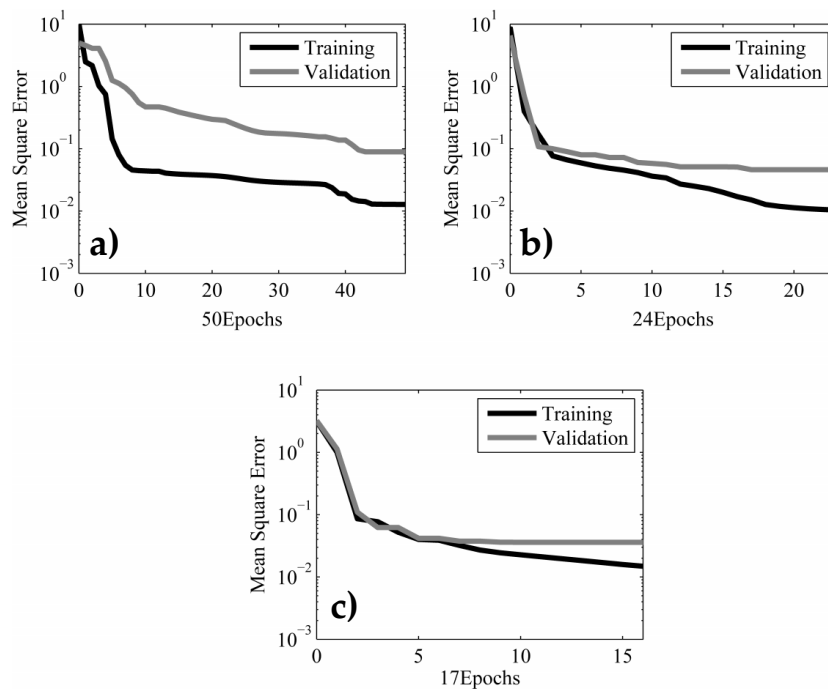 10^1
10^0
10^-1
10^-2
10^-3
Mean Square Error
Training
Validation
a)
0 10 20 30 40
50Epochs
10^1
10^0
10^-1
10^-2
10^-3
Mean Square Error
Training
Validation
b)
0 5 10 15 20
24Epochs
10^1
10^0
10^-1
10^-2
10^-3
Mean Square Error
Training
Validation
c)
0 5 10 15
17Epochs